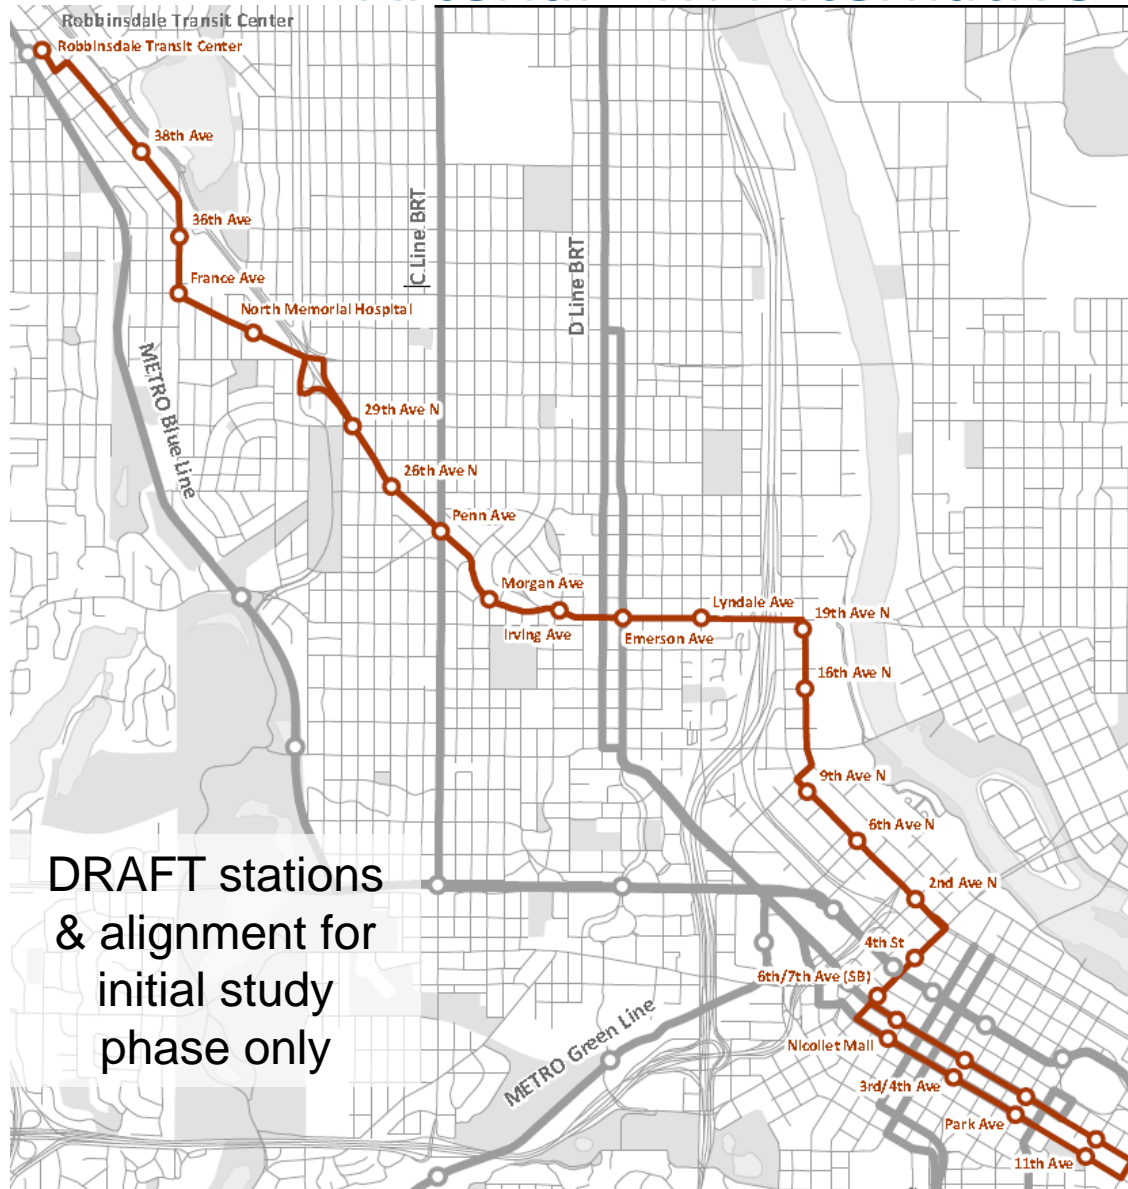 Robbinsdale Transit Center
Robbinsdale Transit Center
38th Ave
36th Ave
France Ave
North Memorial Hospital
C Line BRT
D Line BRT
METRO Blue Line
29th Ave N
26th Ave N
Penn Ave
Morgan Ave
Irving Ave
Emerson Ave
Lyndale Ave
19th Ave N
16th Ave N
9th Ave N
6th Ave N
2nd Ave N
4th St
6th/7th Ave (SB)
Nicollet Mall
3rd/4th Ave
Park Ave
11th Ave
METRO Green Line
DRAFT stations
& alignment for
initial study
phase only